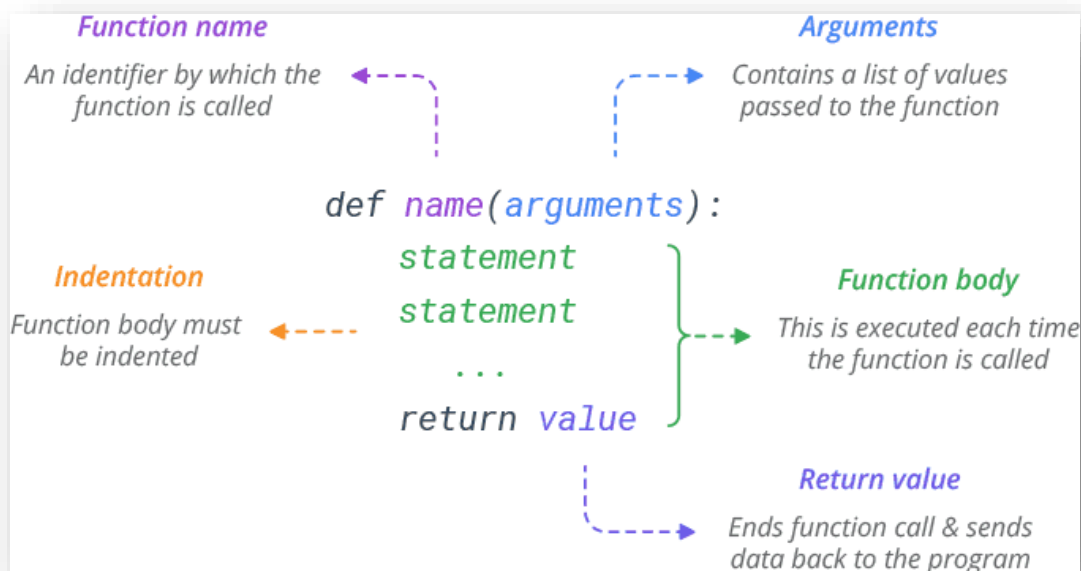 Function name
An identifier by which the
function is called
Arguments
Contains a list of values
passed to the function
def name(arguments):
statement
statement
...
return value
Indentation
Function body must
be indented
Function body
This is executed each time
the function is called
Return value
Ends function call & sends
data back to the program